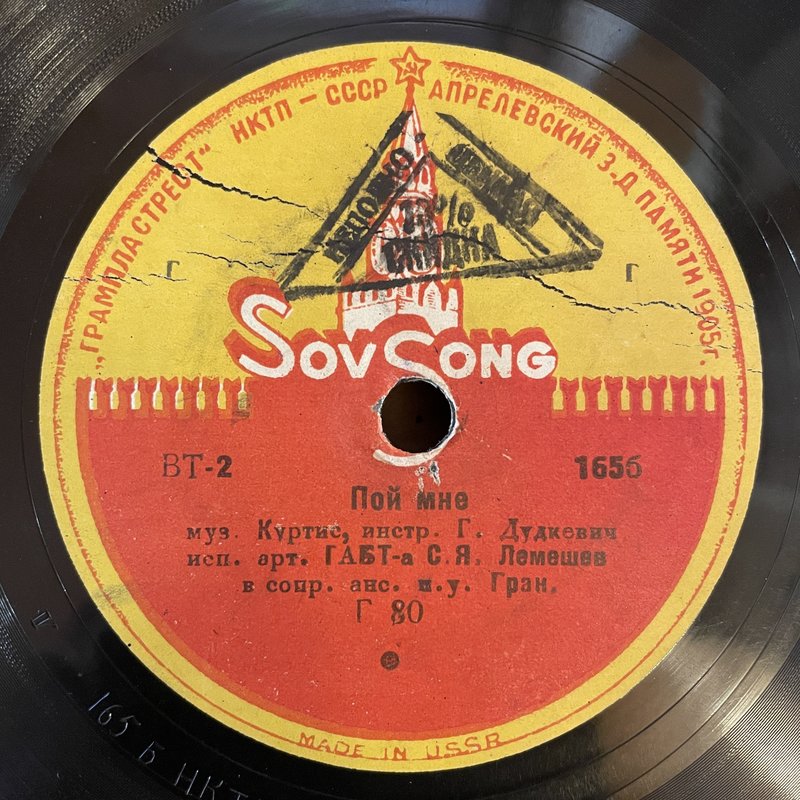 „ГРАМПЛАСТРЕСТ“ НКТП – СССР АПРЕЛЕВСКИЙ З-Д ПАМЯТИ 1905 г.
Г Г
SOVSONG
ВТ-2 165б
Пой мне
муз. Куртис, инстр. Г. Дудкевич
исп. арт. ГАБТ-а С.Я. Лемешев
в сопр. анс. п.у. Гран.
Г 80
MADE IN USSR
165 Б НКТ